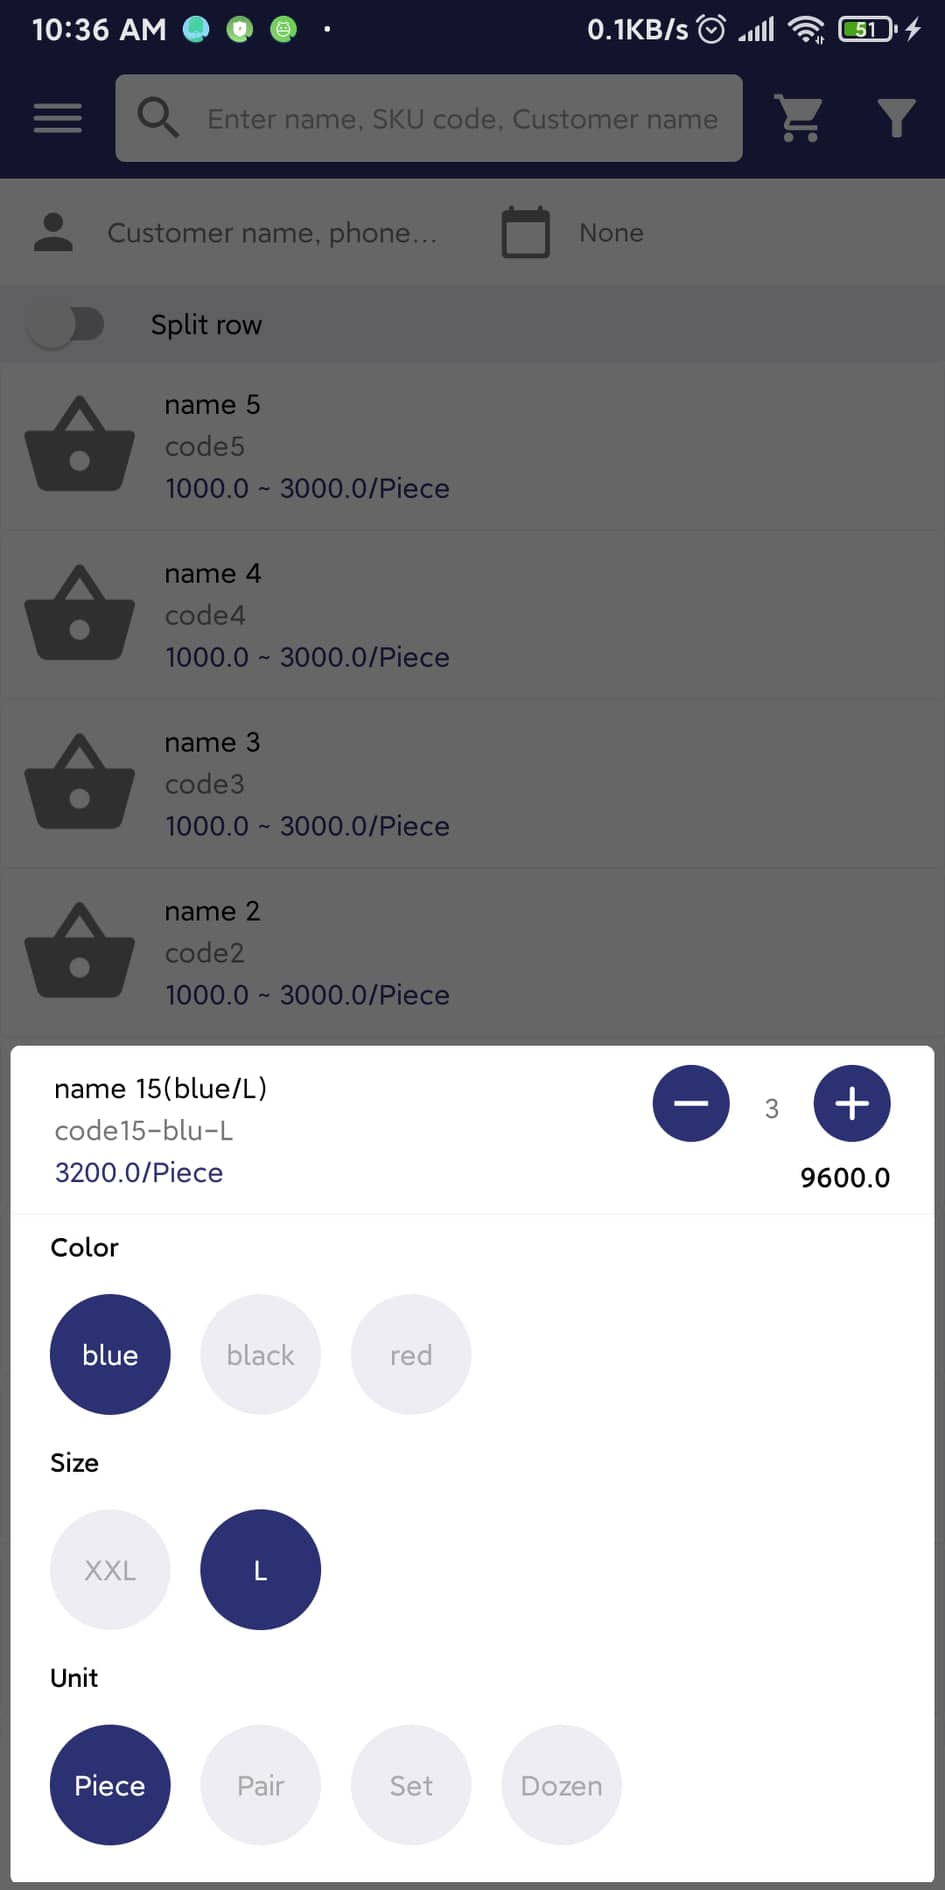 10:36 AM 0.1KB/s 51
Enter name, SKU code, Customer name
Customer name, phone... None
Split row
name 5
code5
1000.0 ~ 3000.0/Piece
name 4
code4
1000.0 ~ 3000.0/Piece
name 3
code3
1000.0 ~ 3000.0/Piece
name 2
code2
1000.0 ~ 3000.0/Piece
name 15(blue/L)
code15-blu-L
3200.0/Piece
3
9600.0
Color
blue black red
Size
XXL L
Unit
Piece Pair Set Dozen